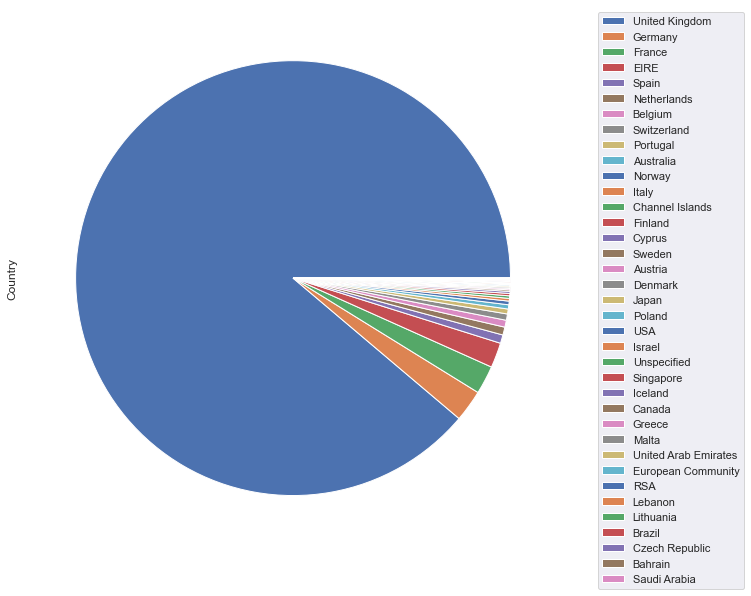 Country
United Kingdom
Germany
France
EIRE
Spain
Netherlands
Belgium
Switzerland
Portugal
Australia
Norway
Italy
Channel Islands
Finland
Cyprus
Sweden
Austria
Denmark
Japan
Poland
USA
Israel
Unspecified
Singapore
Iceland
Canada
Greece
Malta
United Arab Emirates
European Community
RSA
Lebanon
Lithuania
Brazil
Czech Republic
Bahrain
Saudi Arabia